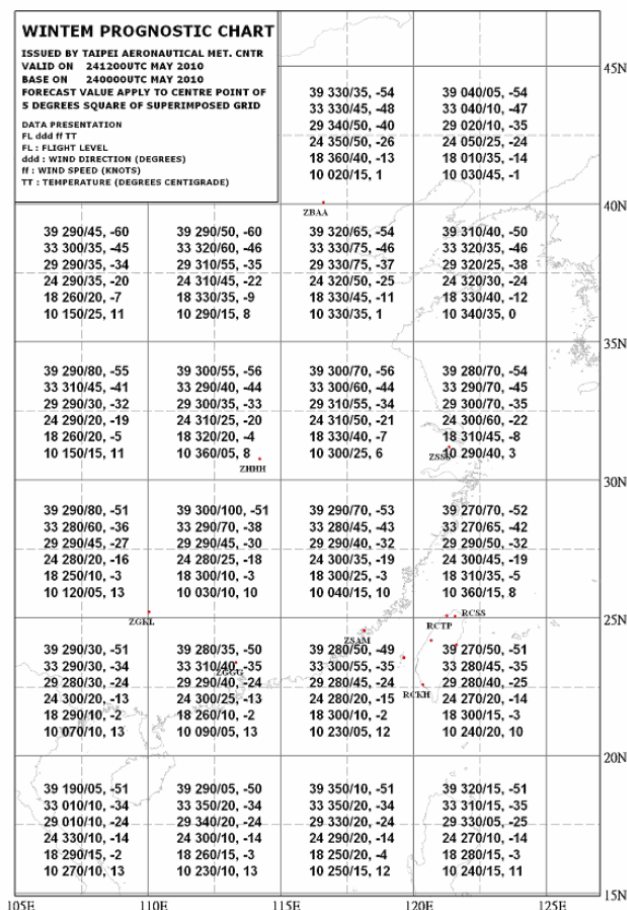 WINTEM PROGNOSTIC CHART
ISSUED BY TAIPEI AERONAUTICAL MET. CNTR
VALID ON 241200UTC MAY 2010
BASE ON 240000UTC MAY 2010
FORECAST VALUE APPLY TO CENTRE POINT OF
5 DEGREES SQUARE OF SUPERIMPOSED GRID
DATA PRESENTATION
FL ddd ff TT
FL : FLIGHT LEVEL
ddd : WIND DIRECTION (DEGREES)
ff : WIND SPEED (KNOTS)
TT : TEMPERATURE (DEGREES CENTIGRADE)
45N
39 330/35, -54 39 040/05, -54
33 330/45, -48 33 040/10, -47
29 340/50, -40 29 020/10, -35
24 350/50, -26 24 050/25, -24
18 360/40, -13 18 010/35, -14
10 020/15, 1 10 030/45, -1
40N
ZBAA
39 290/45, -60 39 290/50, -60 39 320/65, -54 39 310/40, -50
33 300/35, -45 33 320/60, -46 33 330/75, -46 33 320/35, -46
29 290/35, -34 29 310/55, -35 29 330/75, -37 29 320/25, -38
24 290/35, -20 24 310/45, -22 24 320/50, -25 24 320/30, -24
18 260/20, -7 18 330/35, -9 18 330/45, -11 18 330/40, -12
10 150/25, 11 10 290/15, 8 10 330/35, 1 10 340/35, 0
35N
39 290/80, -55 39 300/55, -56 39 300/70, -56 39 280/70, -54
33 310/45, -41 33 290/40, -44 33 300/60, -44 33 290/70, -45
29 290/30, -32 29 300/35, -33 29 310/55, -34 29 300/70, -35
24 290/20, -19 24 310/25, -20 24 310/50, -21 24 300/60, -22
18 260/20, -5 18 320/20, -4 18 330/40, -7 18 310/45, -8
10 150/15, 11 10 360/05, 8 10 300/25, 6 10 290/40, 3
ZHHH ZSSS
30N
39 290/80, -51 39 300/100, -51 39 290/70, -53 39 270/70, -52
33 280/60, -36 33 290/70, -38 33 280/45, -43 33 270/65, -42
29 290/45, -27 29 290/45, -30 29 290/40, -32 29 290/50, -32
24 280/20, -16 24 280/25, -18 24 300/35, -19 24 300/45, -19
18 250/10, -3 18 300/10, -3 18 300/25, -3 18 310/35, -5
10 120/05, 13 10 030/10, 10 10 040/15, 10 10 360/15, 8
RCSS
25N
ZGKL RCTP
ZSAM
39 290/30, -51 39 280/35, -50 39 280/50, -49 39 270/50, -51
33 290/30, -34 33 310/40, -35 33 300/55, -35 33 280/45, -35
ZGGG
29 280/30, -24 29 290/40, -24 29 280/45, -24 29 280/40, -25
24 300/20, -13 24 300/25, -13 24 280/20, -15 24 270/20, -14
RCKH
18 290/10, -2 18 260/10, -2 18 300/10, -2 18 300/15, -3
10 070/10, 13 10 090/05, 13 10 230/05, 12 10 240/20, 10
20N
39 190/05, -51 39 290/05, -50 39 350/10, -51 39 320/15, -51
33 010/10, -34 33 350/20, -34 33 350/20, -34 33 310/15, -35
29 010/10, -24 29 340/20, -24 29 330/20, -24 29 330/05, -25
24 330/10, -14 24 300/10, -14 24 290/20, -14 24 270/10, -14
18 290/15, -2 18 260/15, -3 18 250/20, -4 18 280/15, -3
10 270/10, 13 10 230/10, 13 10 250/15, 12 10 240/15, 11
15N
105E 110E 115E 120E 125E